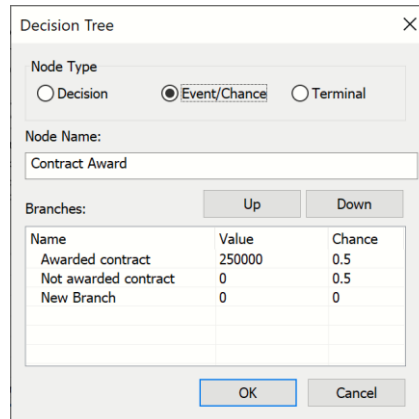 Decision Tree
Node Type
Decision Event/Chance Terminal
Node Name:
Contract Award
Branches: Up Down
Name Value Chance
Awarded contract 250000 0.5
Not awarded contract 0 0.5
New Branch 0 0
OK Cancel